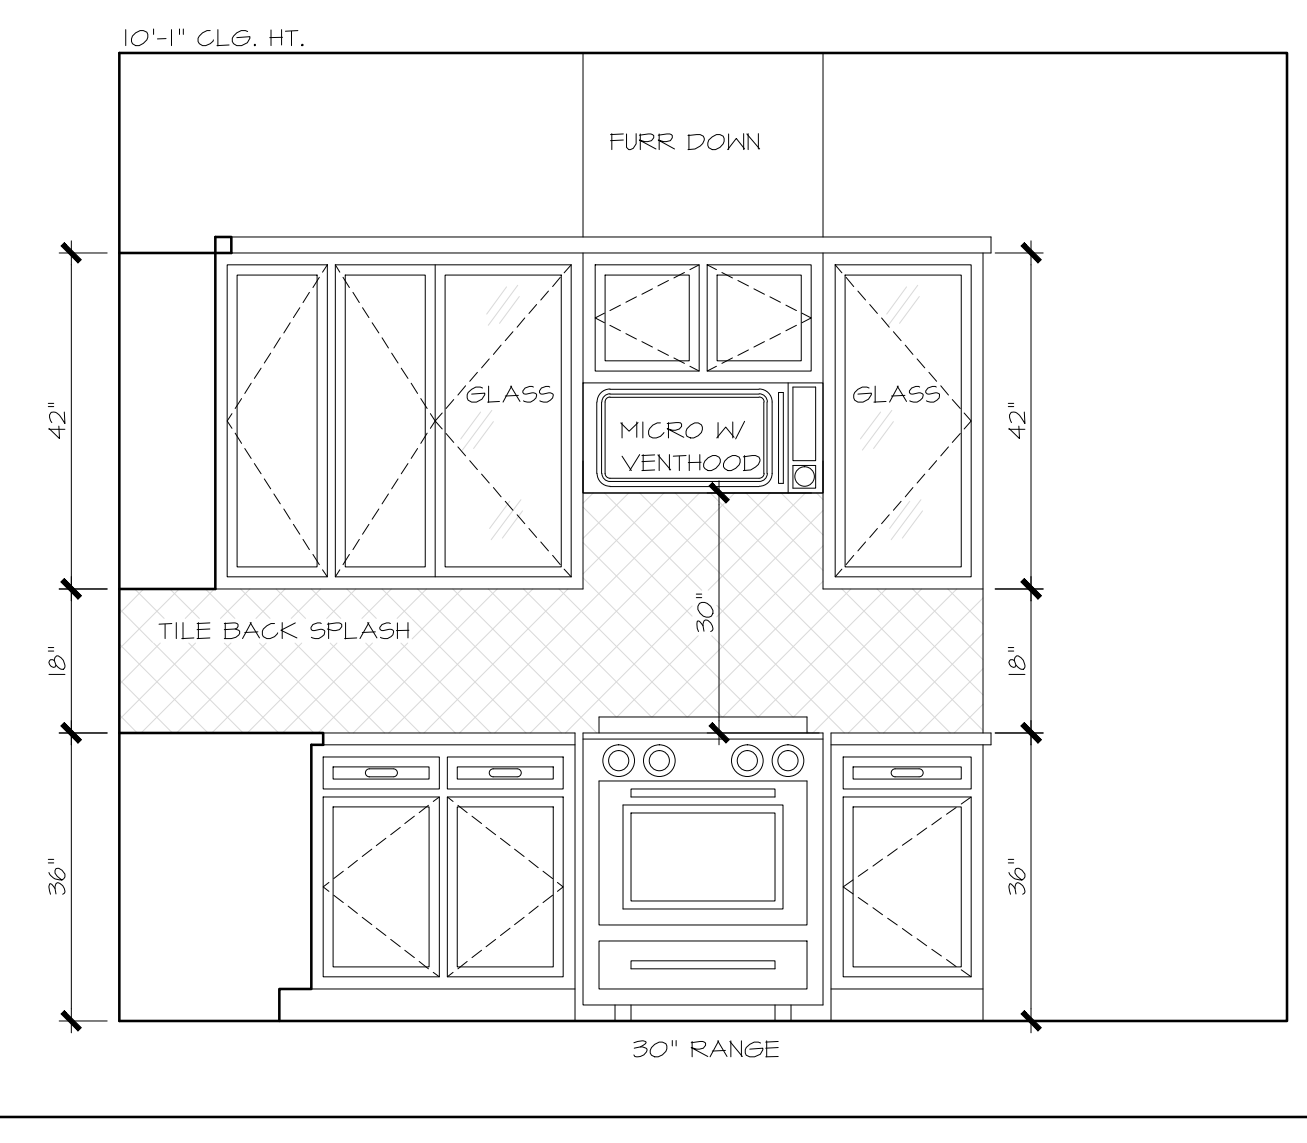 10'-1" CLG. HT.
FURR DOWN
GLASS
GLASS
42"
42"
MICRO W/
VENTHOOD
30"
TILE BACK SPLASH
18"
18"
36"
36"
30" RANGE